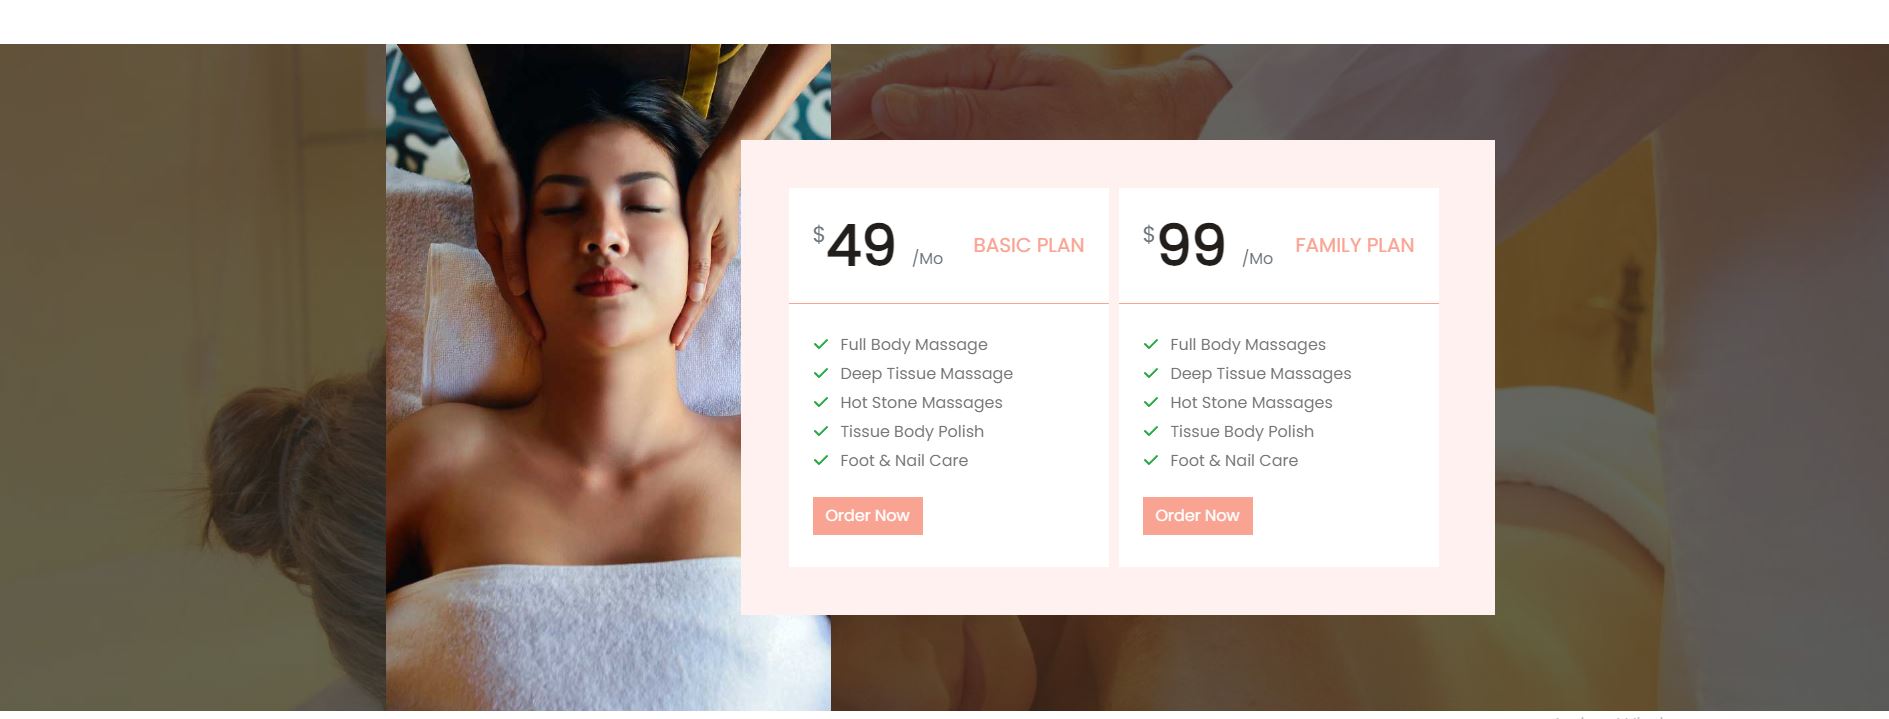 $49 /Mo BASIC PLAN
Full Body Massage
Deep Tissue Massage
Hot Stone Massages
Tissue Body Polish
Foot & Nail Care
Order Now
$99 /Mo FAMILY PLAN
Full Body Massages
Deep Tissue Massages
Hot Stone Massages
Tissue Body Polish
Foot & Nail Care
Order Now